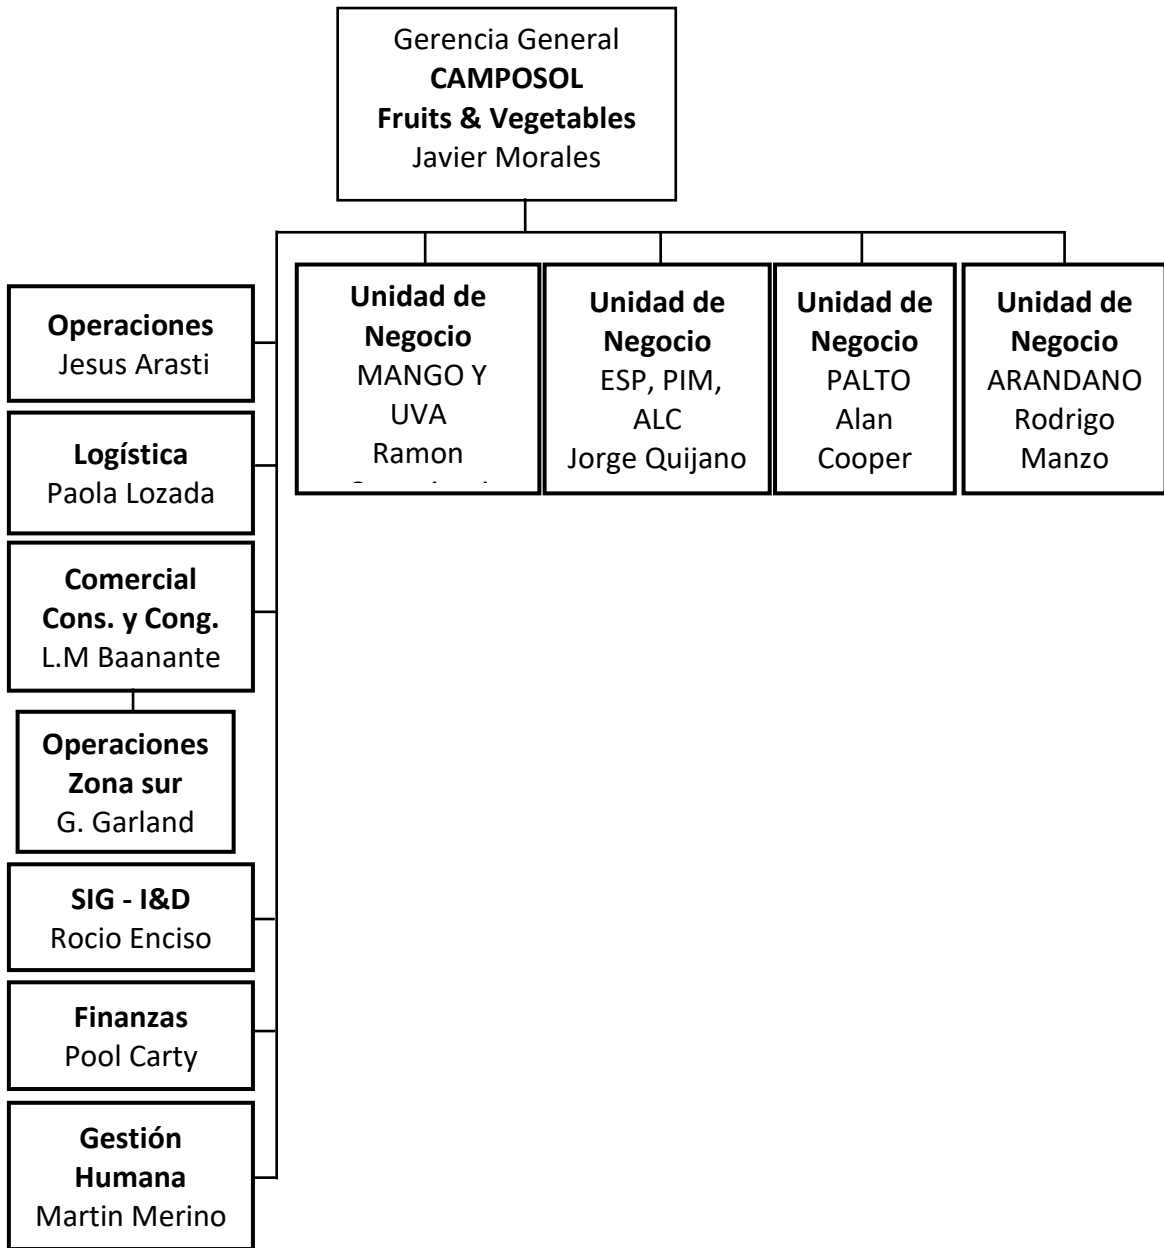 Gerencia General
CAMPOSOL
Fruits & Vegetables
Javier Morales
Unidad de
Negocio
MANGO Y
UVA
Ramon
Unidad de
Negocio
ESP, PIM,
ALC
Jorge Quijano
Unidad de
Negocio
PALTO
Alan
Cooper
Unidad de
Negocio
ARANDANO
Rodrigo
Manzo
Operaciones
Jesus Arasti
Logística
Paola Lozada
Comercial
Cons. y Cong.
L.M Baanante
Operaciones
Zona sur
G. Garland
SIG - I&D
Rocio Enciso
Finanzas
Pool Carty
Gestión
Humana
Martin Merino